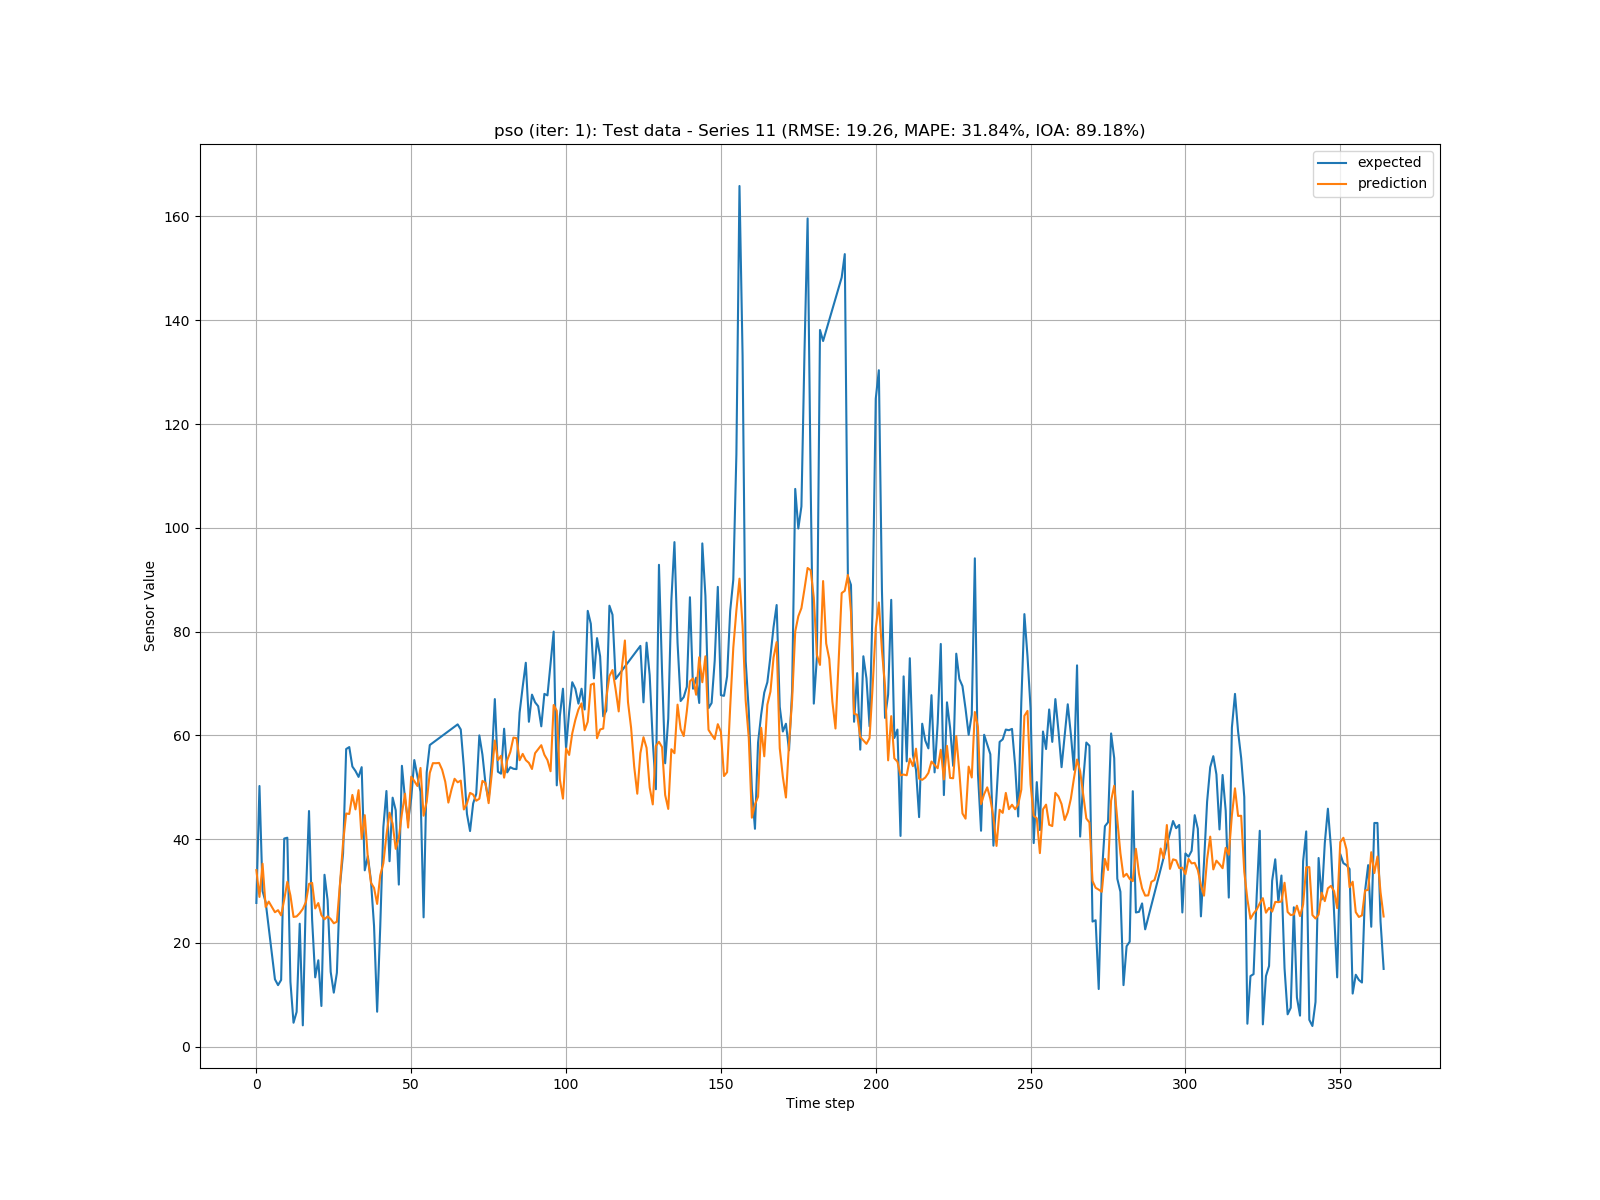 pso (iter: 1): Test data - Series 11 (RMSE: 19.26, MAPE: 31.84%, IOA: 89.18%)
expected
prediction
Sensor Value
160
140
120
100
80
60
40
20
0
0 50 100 150 200 250 300 350
Time step